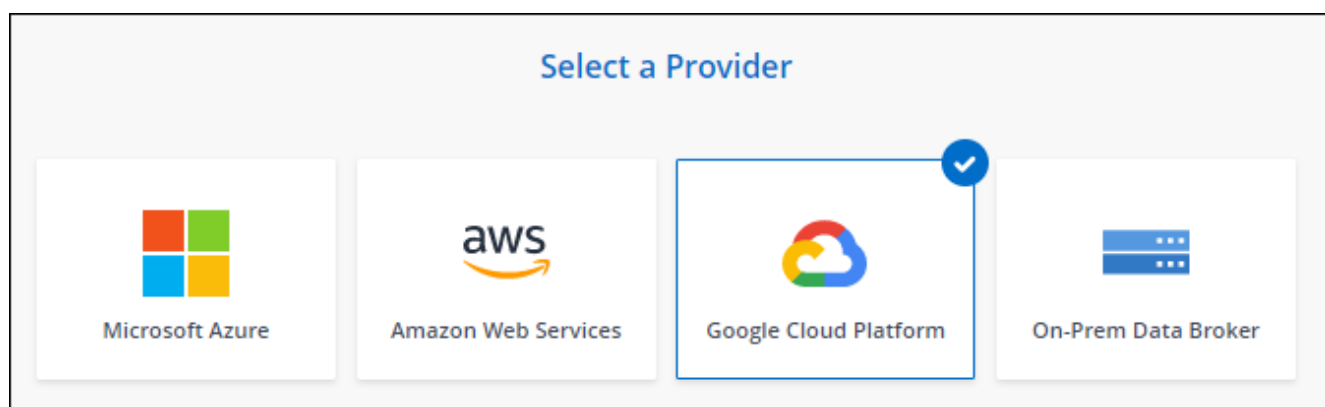 Select a Provider
aws
Microsoft Azure
Amazon Web Services
Google Cloud Platform
On-Prem Data Broker